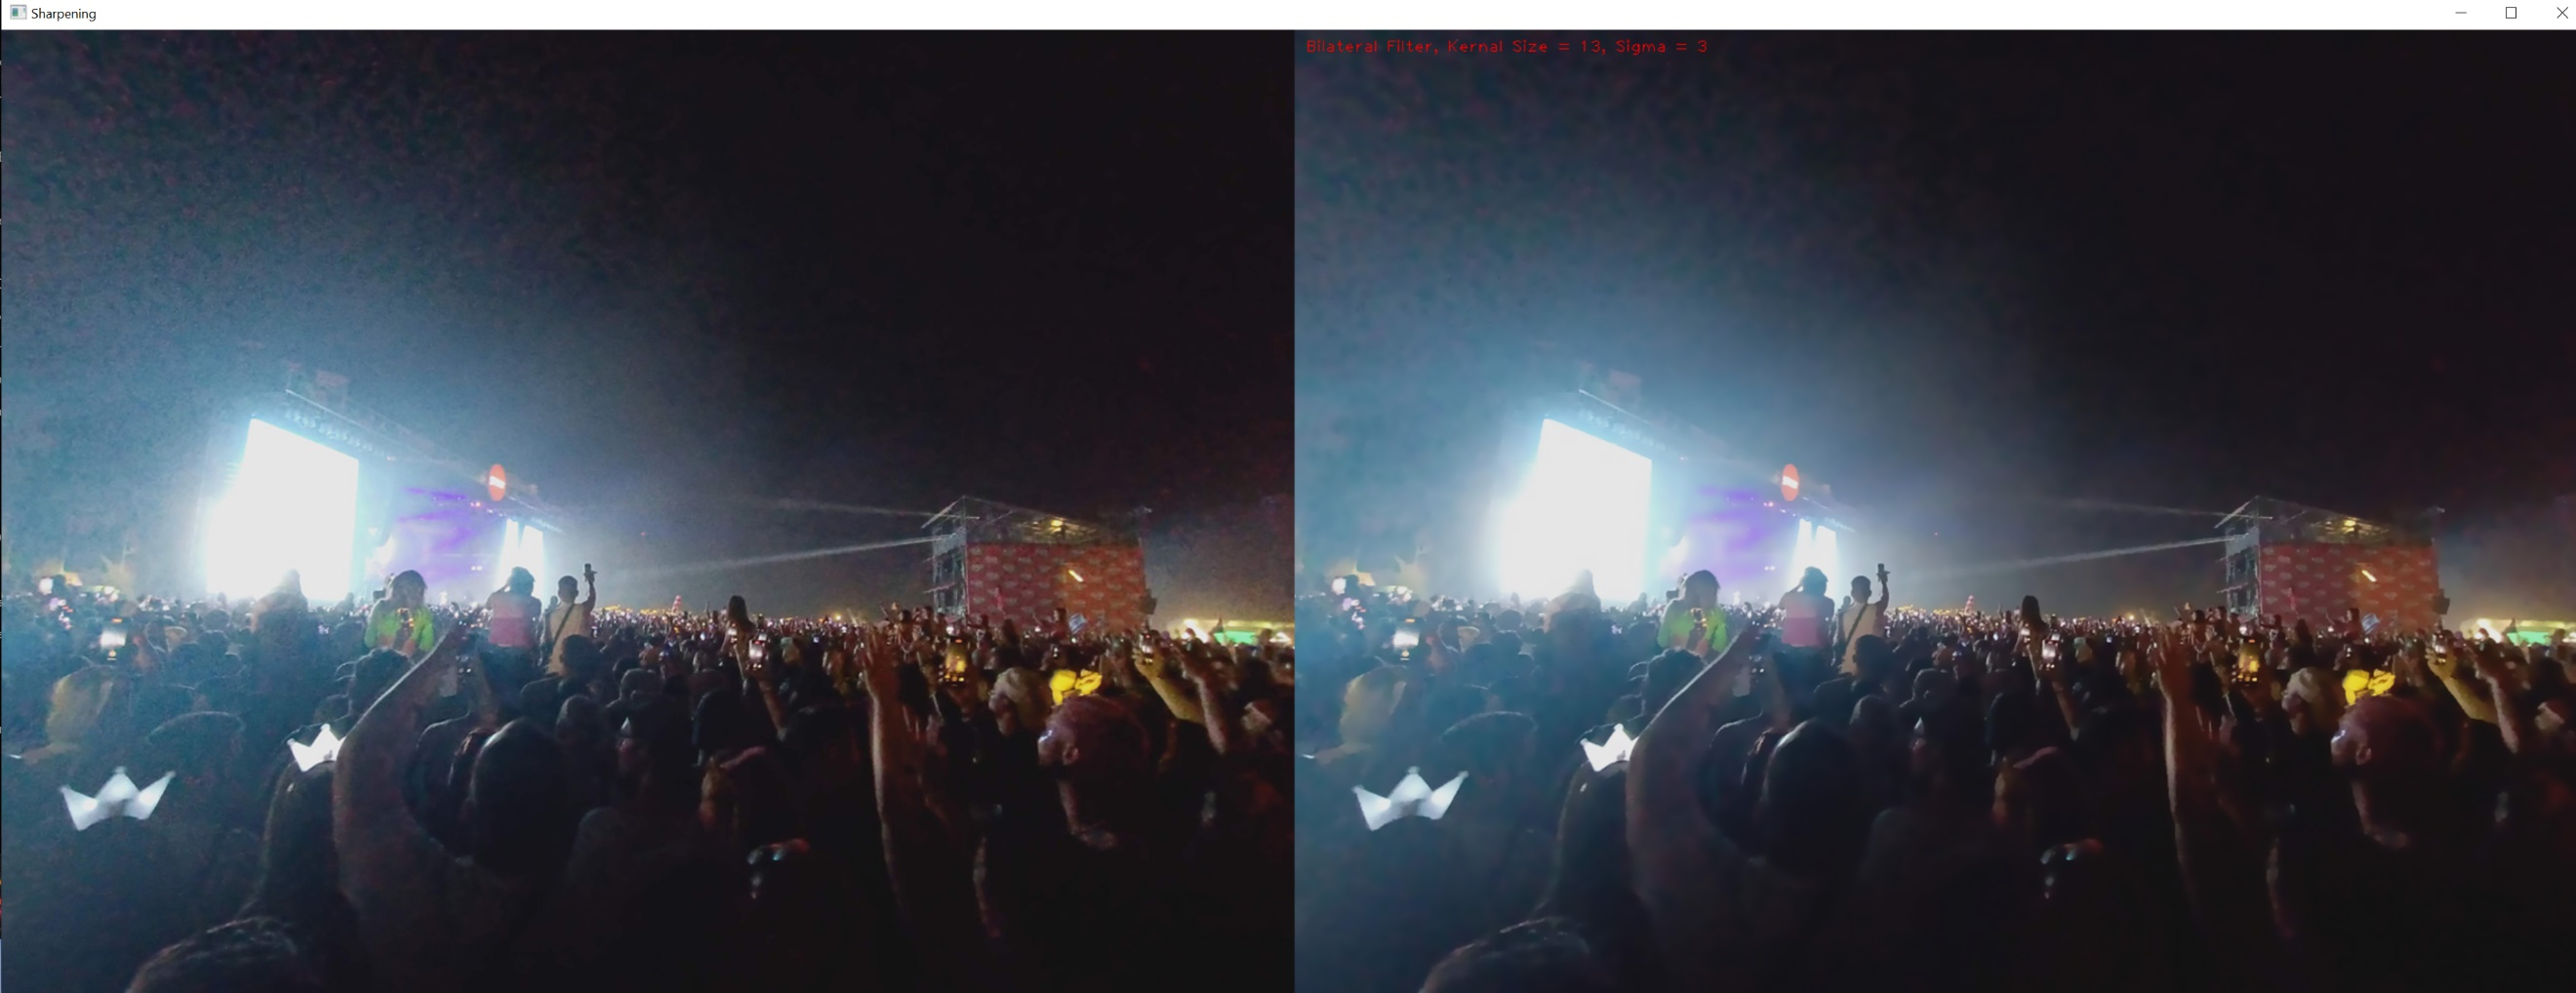 Sharpening
Bilateral Filter, Kernal Size = 13, Sigma = 3